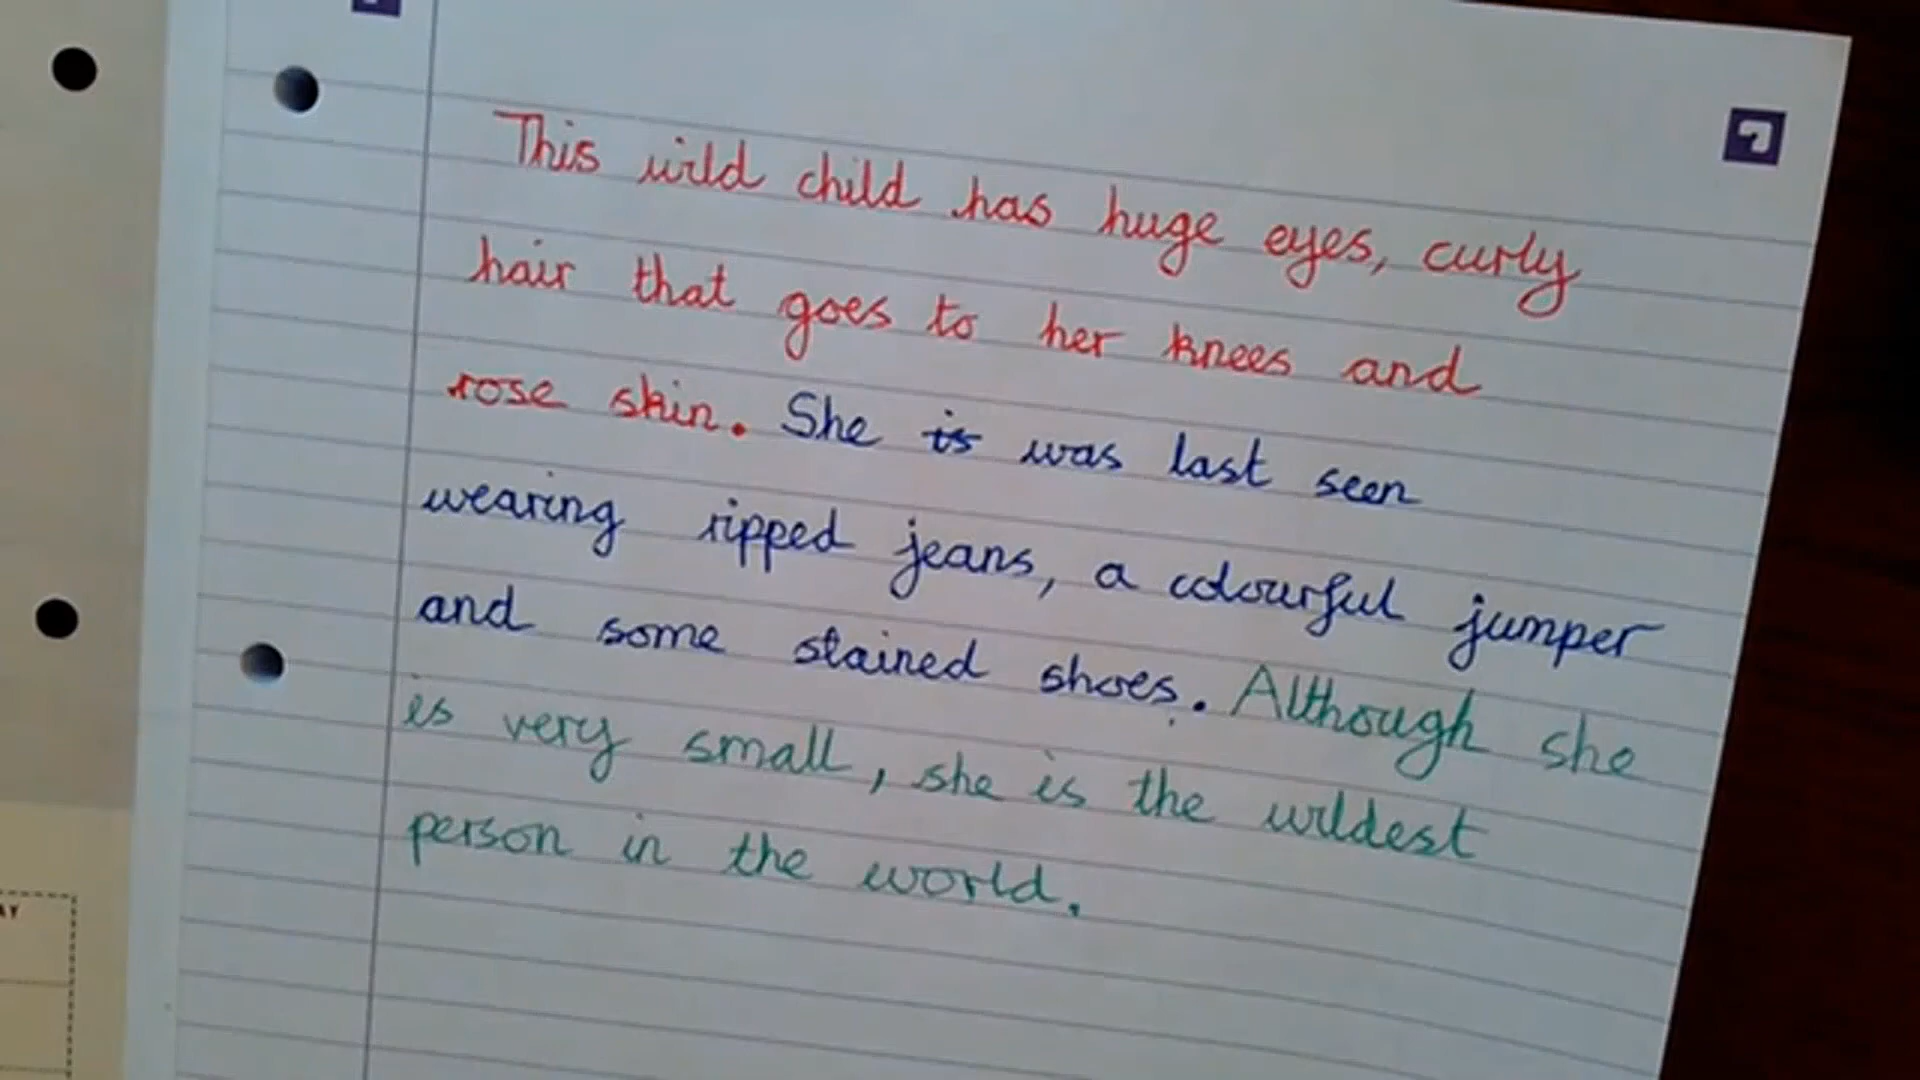 This wild child has huge eyes, curly
hair that goes to her knees and
rose skin. She is was last seen
wearing ripped jeans, a colourful jumper
and some stained shoes. Although she
is very small, she is the wildest
person in the world.